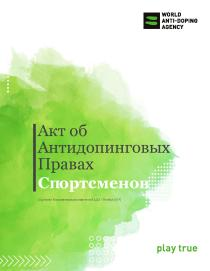 WORLD
ANTI-DOPING
AGENCY
Акт об
Антидопинговых
Правах
Спортсменов
play true